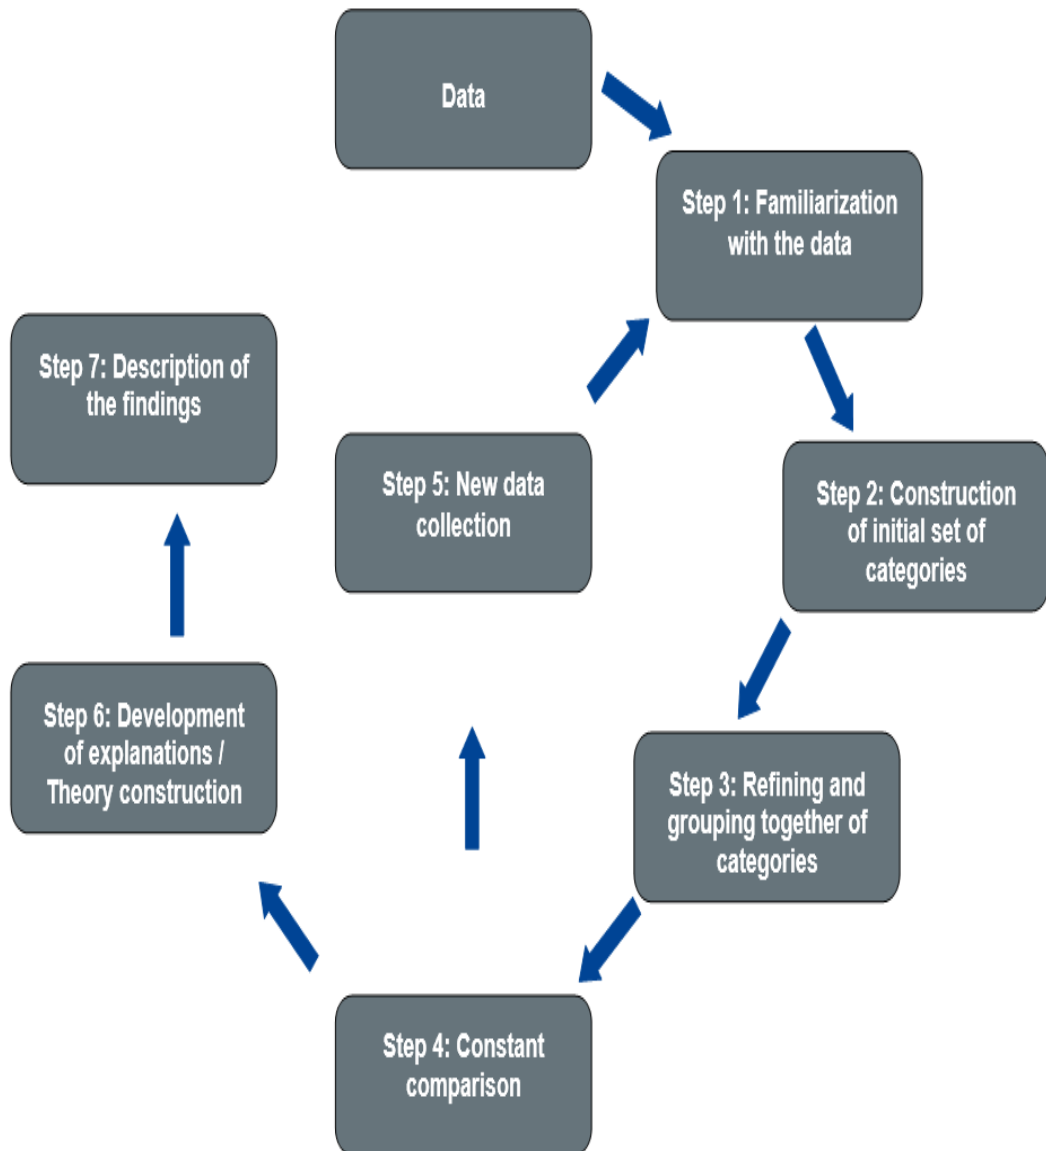 Data
Step 1: Familiarization
with the data
Step 2: Construction
of initial set of
categories
Step 3: Refining and
grouping together of
categories
Step 4: Constant
comparison
Step 5: New data
collection
Step 6: Development
of explanations /
Theory construction
Step 7: Description of
the findings